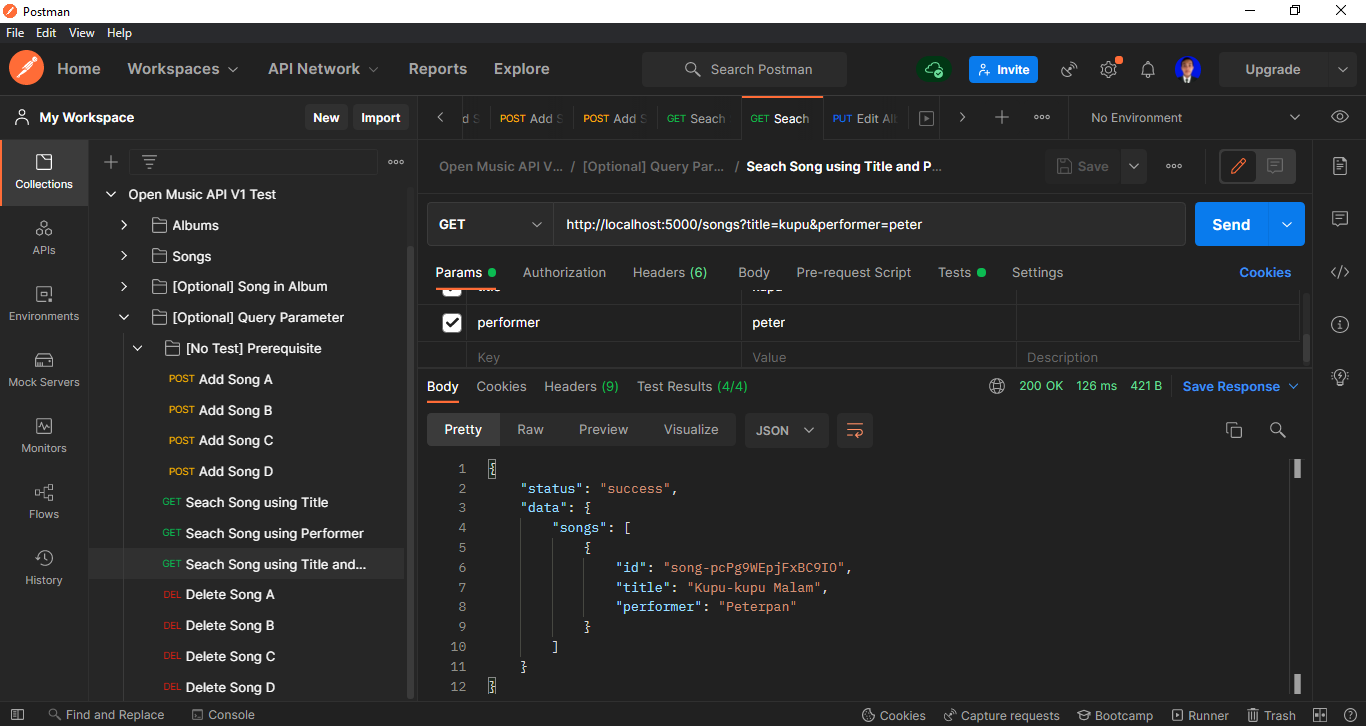 Postman
File Edit View Help
Home Workspaces API Network Reports Explore Search Postman Invite Upgrade
My Workspace New Import
d S POST Add S POST Add S GET Seach GET Seach PUT Edit Alb No Environment
Collections
APIs
Environments
Mock Servers
Monitors
Flows
History
Open Music API V1 Test
Albums
Songs
[Optional] Song in Album
[Optional] Query Parameter
[No Test] Prerequisite
POST Add Song A
POST Add Song B
POST Add Song C
POST Add Song D
GET Seach Song using Title
GET Seach Song using Performer
GET Seach Song using Title and...
DEL Delete Song A
DEL Delete Song B
DEL Delete Song C
DEL Delete Song D
Open Music API V... / [Optional] Query Par... / Seach Song using Title and P... Save
GET http://localhost:5000/songs?title=kupu&performer=peter Send
Params Authorization Headers (6) Body Pre-request Script Tests Settings Cookies
performer peter
Key Value Description
Body Cookies Headers (9) Test Results (4/4) 200 OK 126 ms 421 B Save Response
Pretty Raw Preview Visualize JSON
1 {
2 "status": "success",
3 "data": {
4 "songs": [
5 {
6 "id": "song-pcPg9WEpjFxBC9IO",
7 "title": "Kupu-kupu Malam",
8 "performer": "Peterpan"
9 }
10 ]
11 }
12 }
Find and Replace Console Cookies Capture requests Bootcamp Runner Trash